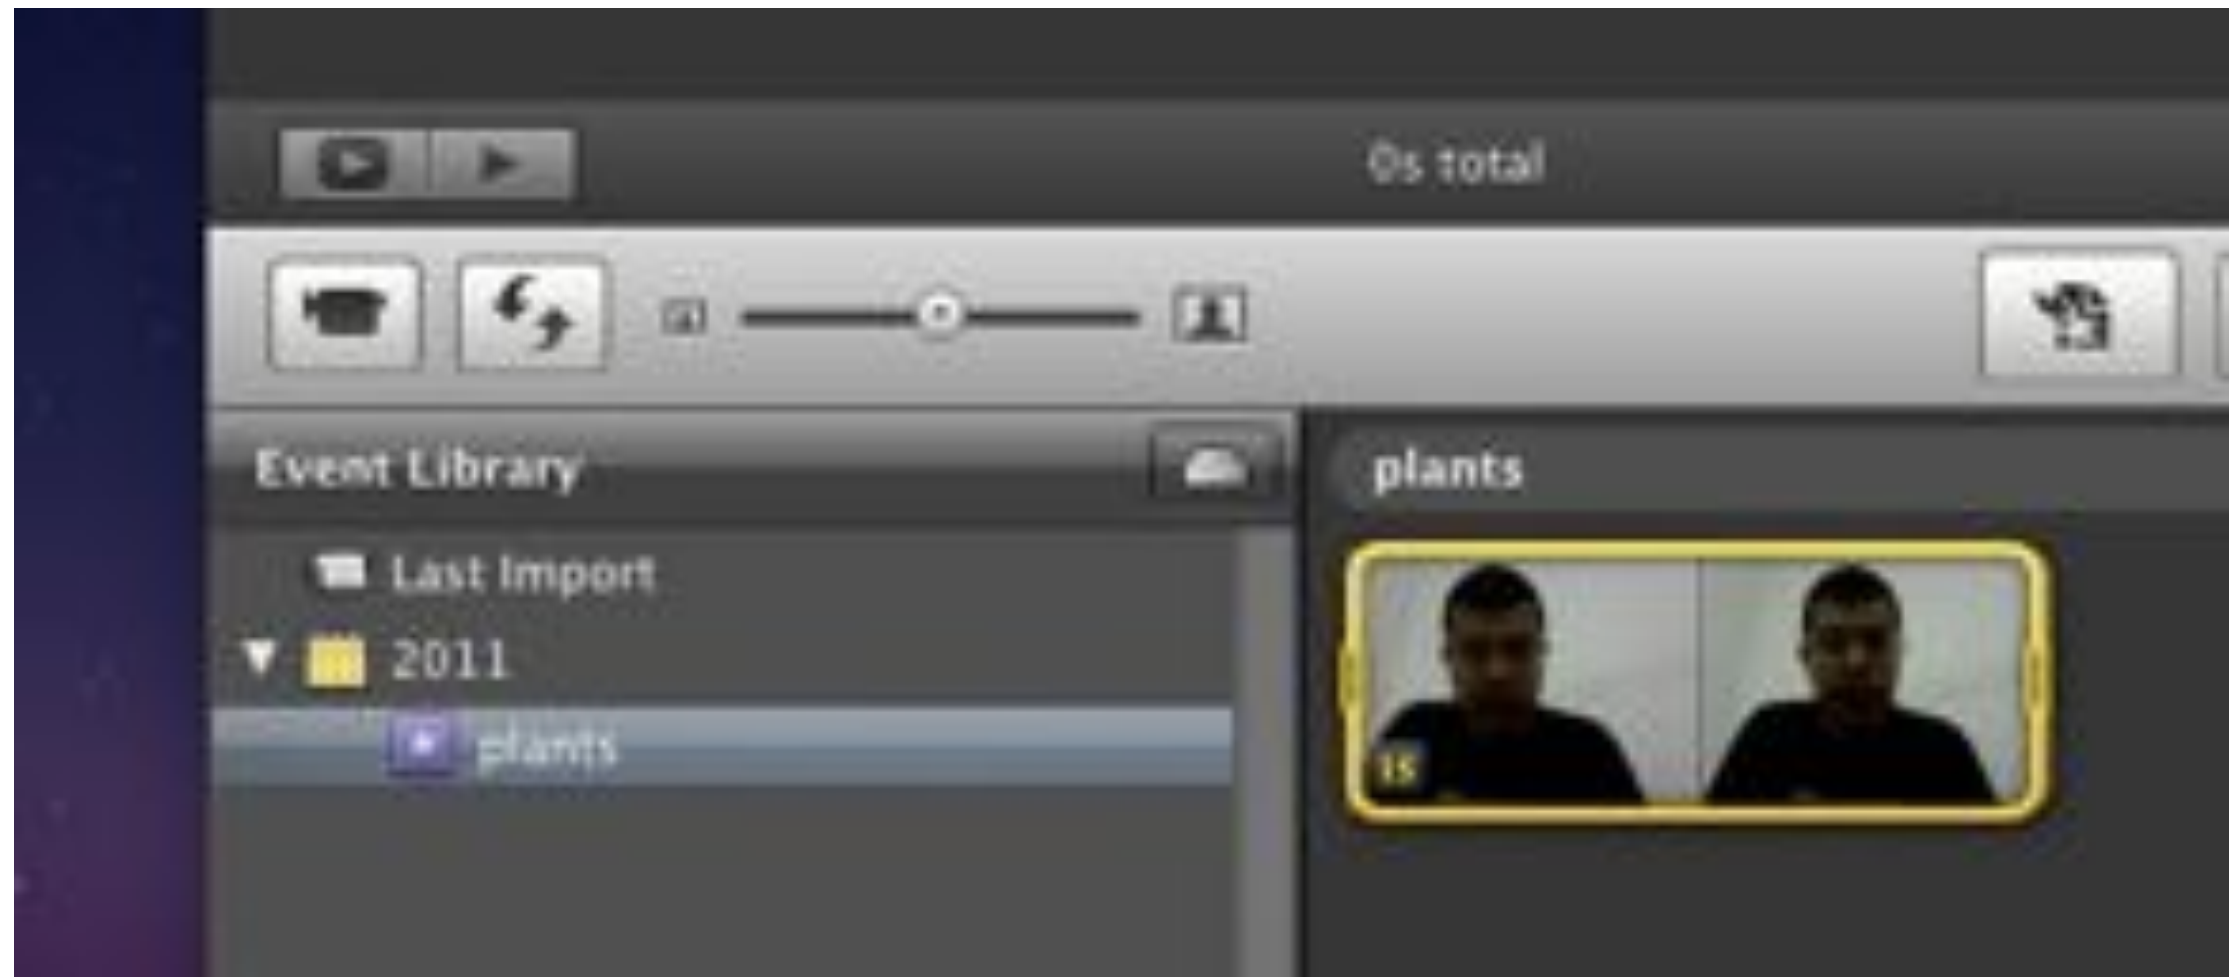 0s total
Event Library
plants
Last Import
2011
plants